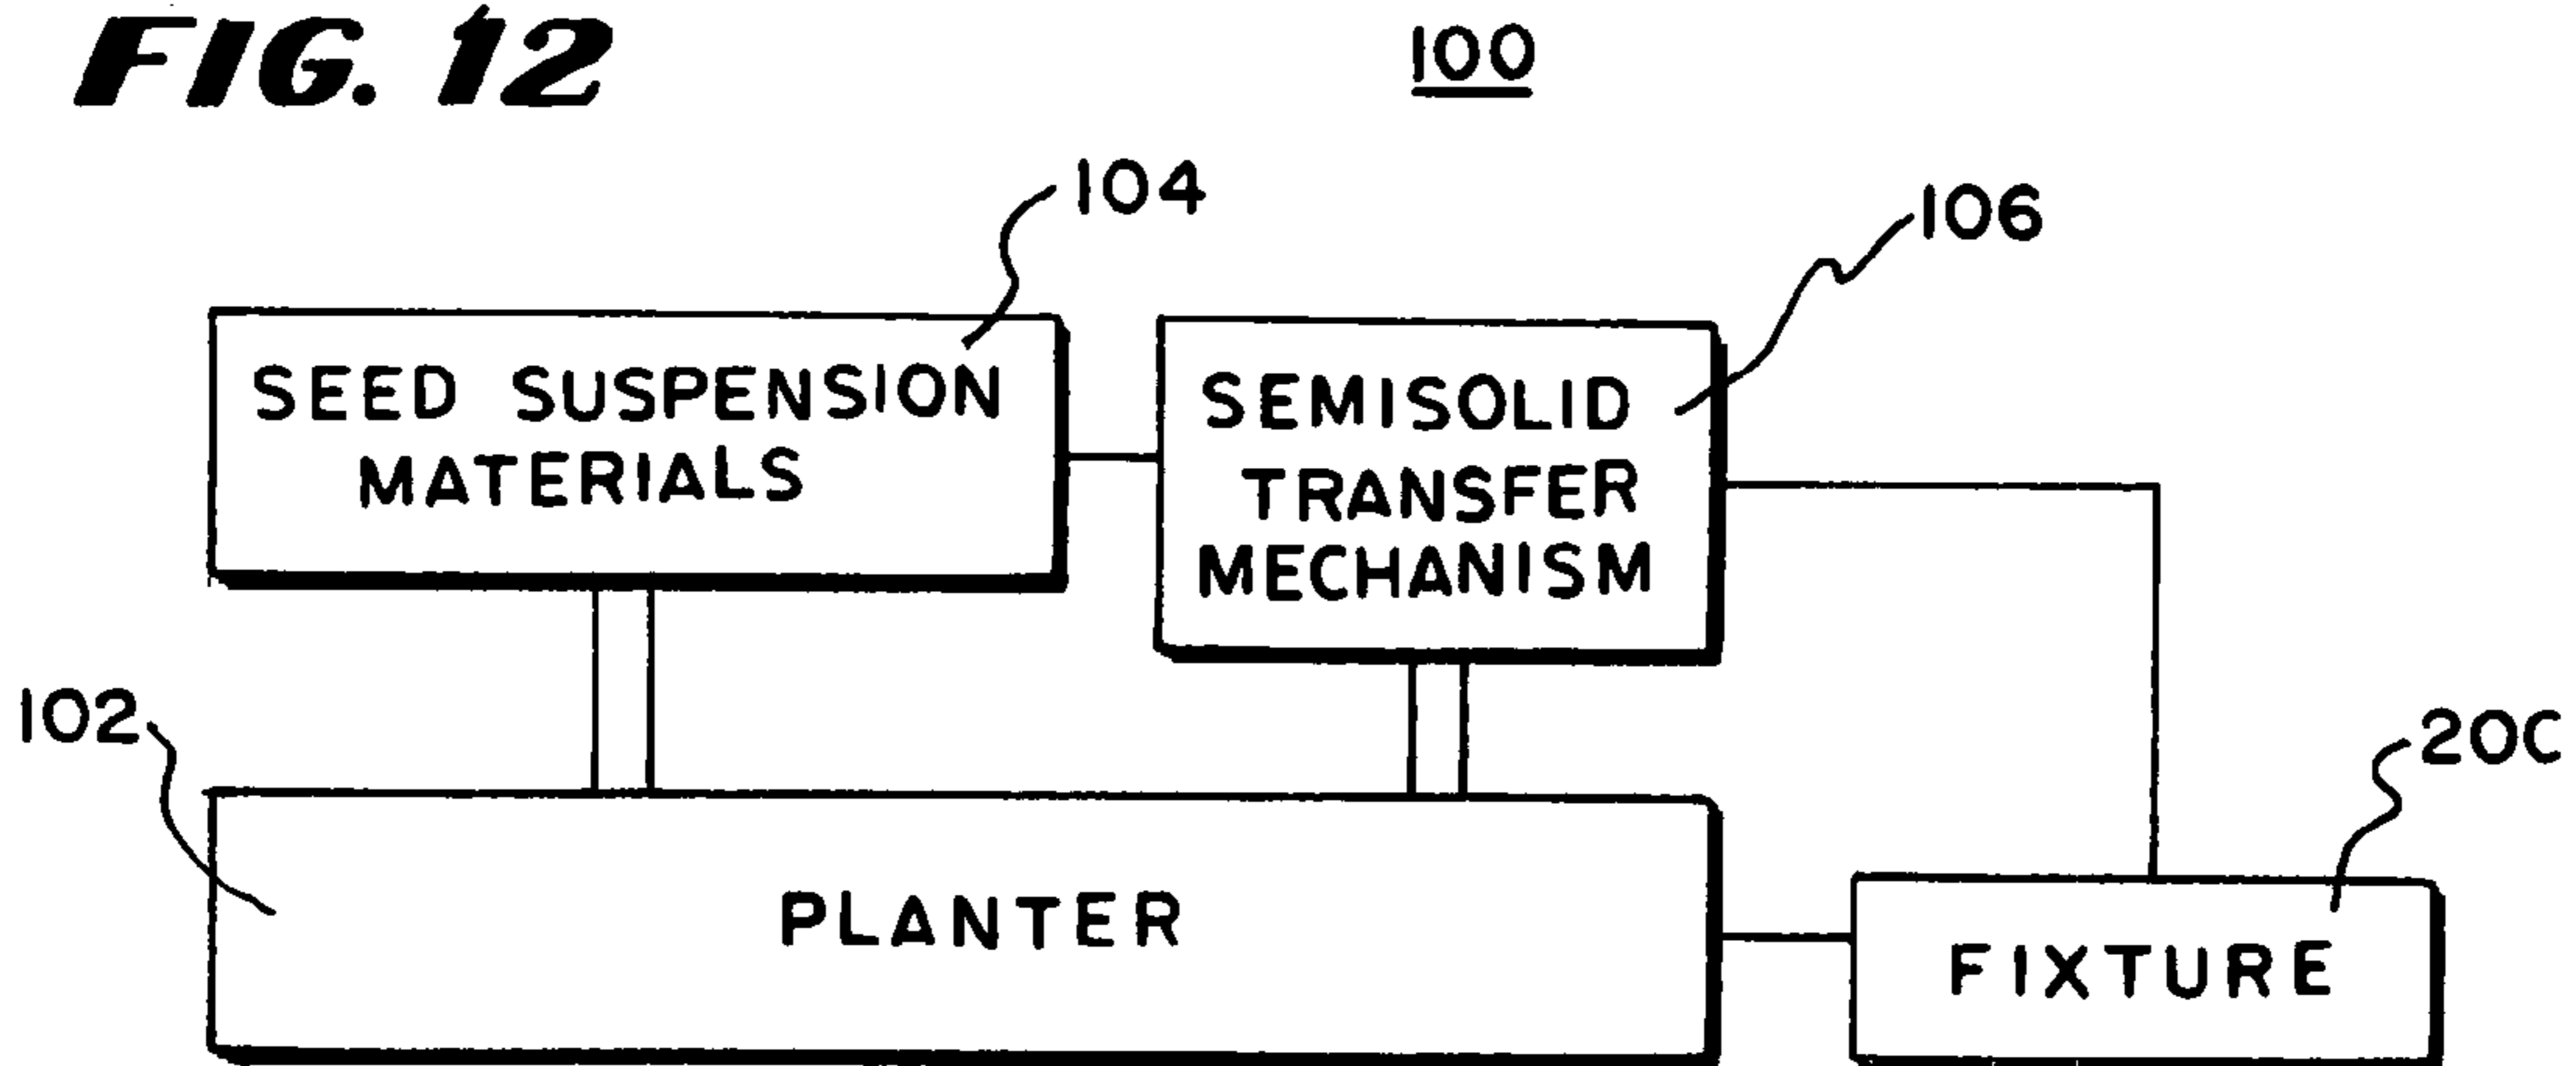 FIG. 12
100
104
106
SEED SUSPENSION
MATERIALS
SEMISOLID
TRANSFER
MECHANISM
102
20C
PLANTER
FIXTURE